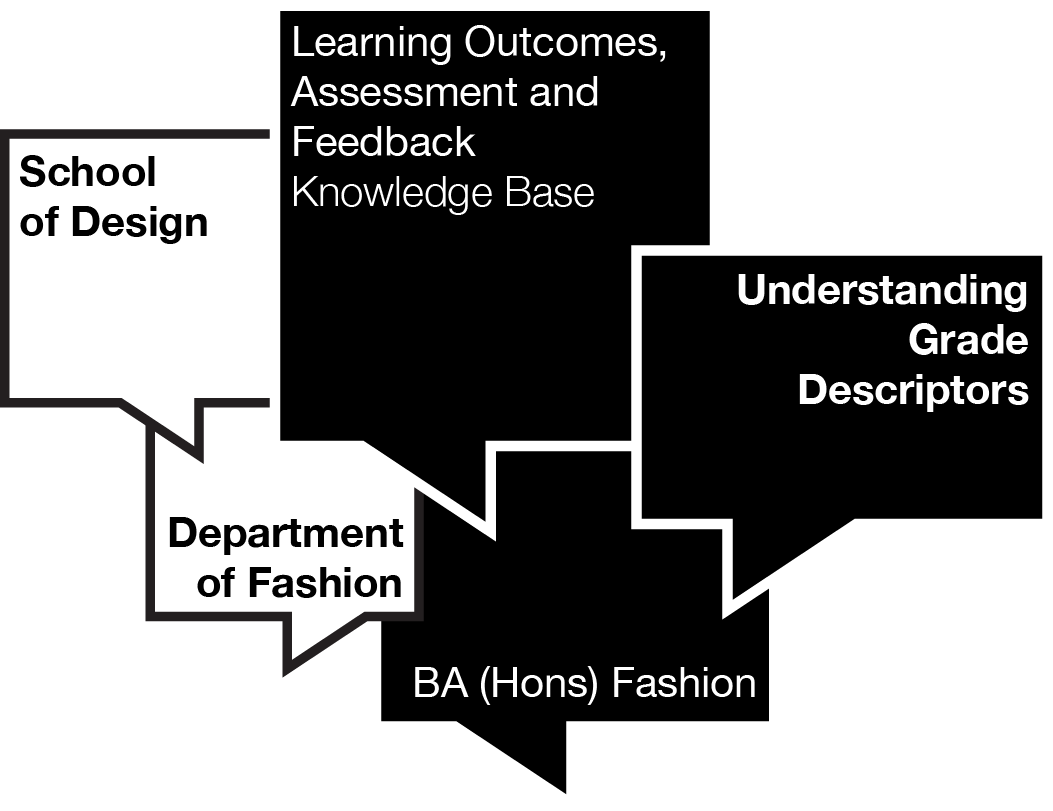 Learning Outcomes,
Assessment and
Feedback
Knowledge Base
School
of Design
Understanding
Grade
Descriptors
Department
of Fashion
BA (Hons) Fashion